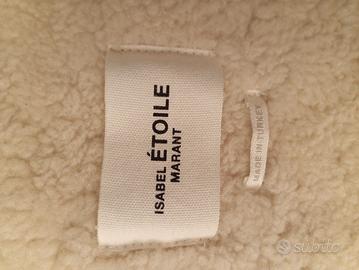 ISABEL ÉTOILE
MARANT
MADE IN TURKEY
subito